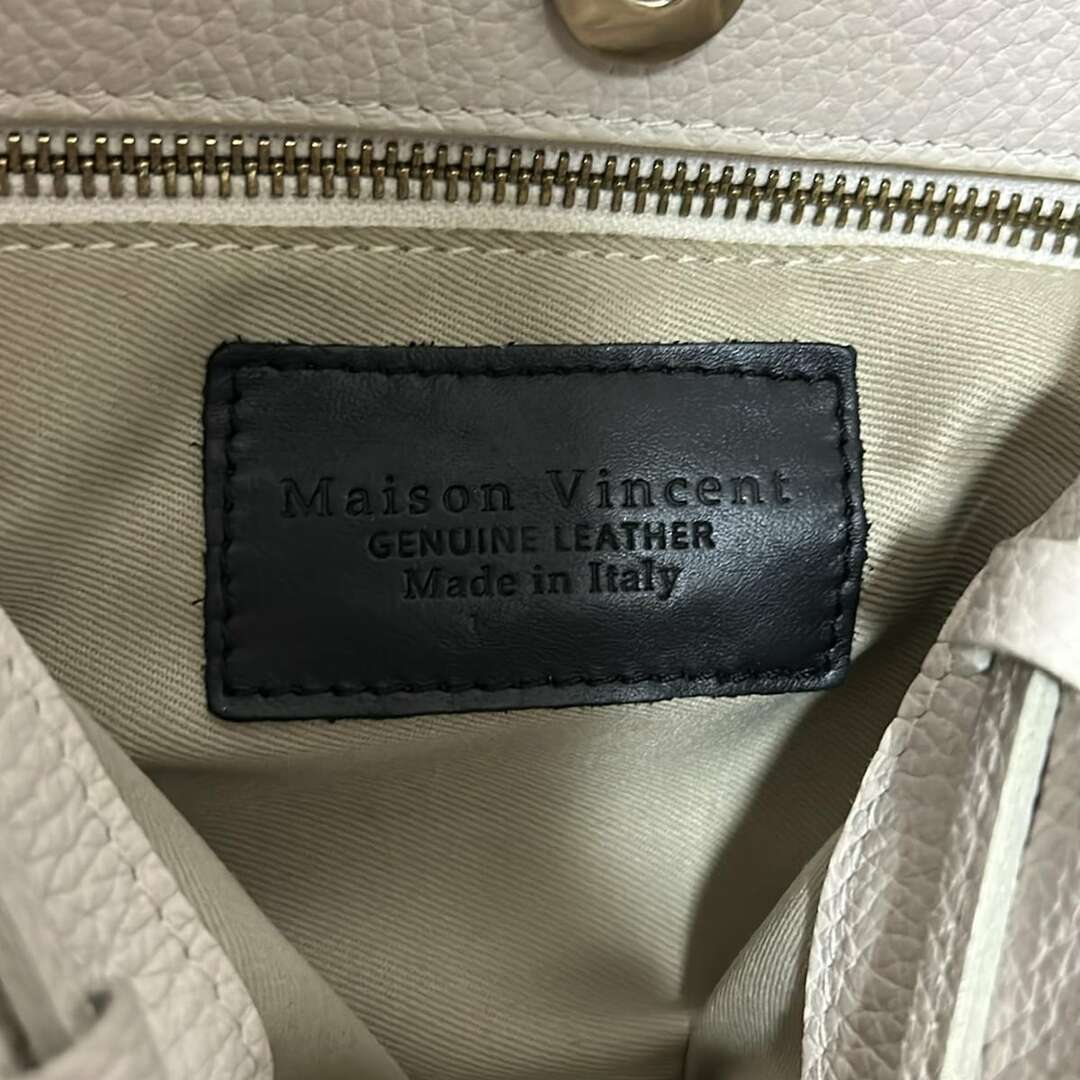 Maison Vincent
GENUINE LEATHER
Made in Italy